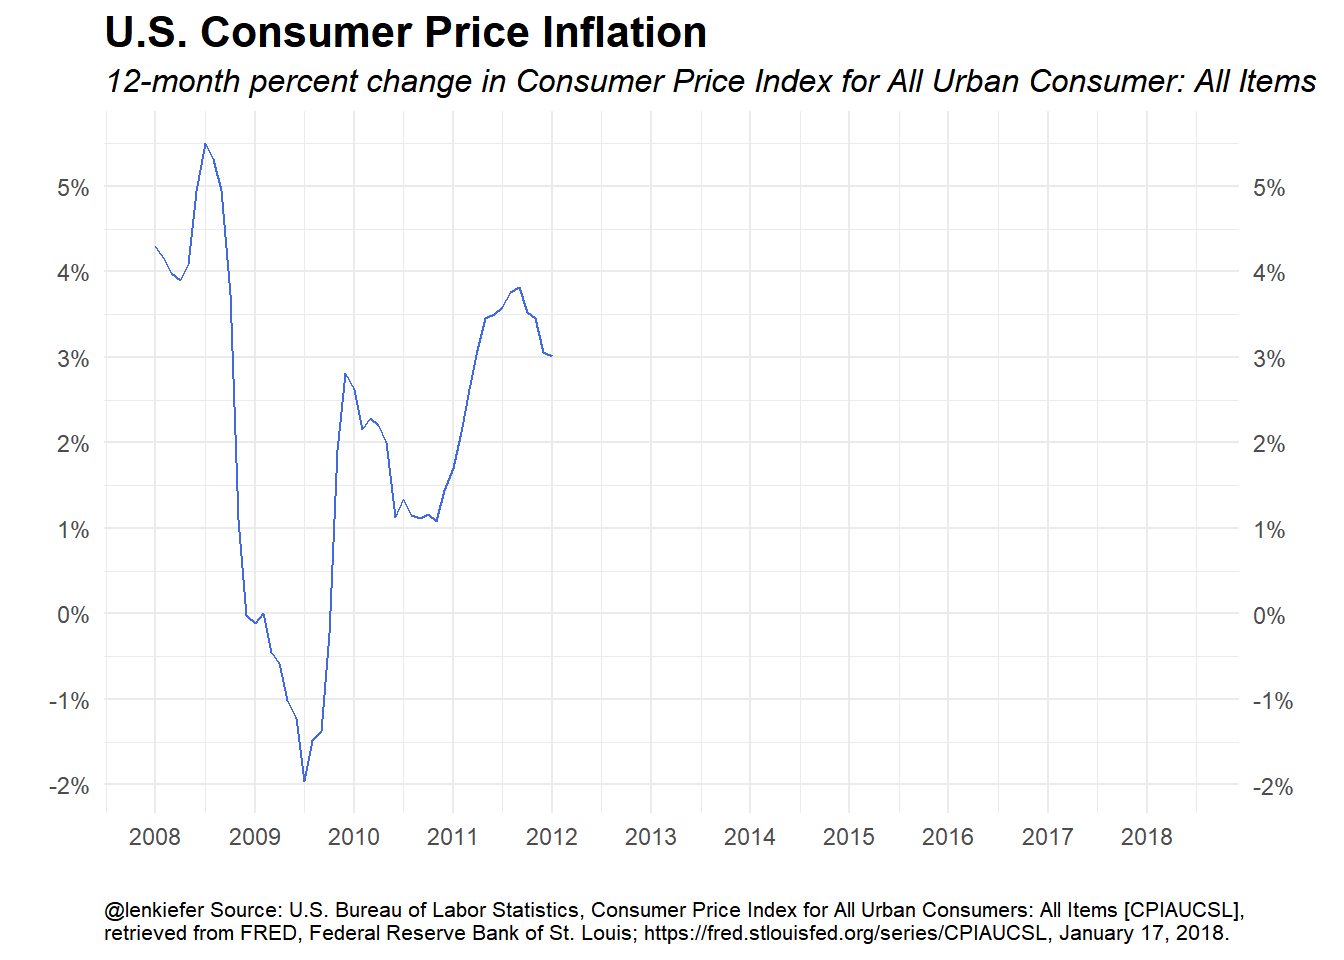 U.S. Consumer Price Inflation
12-month percent change in Consumer Price Index for All Urban Consumer: All Items
5% 5%
4% 4%
3% 3%
2% 2%
1% 1%
0% 0%
-1% -1%
-2% -2%
2008 2009 2010 2011 2012 2013 2014 2015 2016 2017 2018
@lenkiefer Source: U.S. Bureau of Labor Statistics, Consumer Price Index for All Urban Consumers: All Items [CPIAUCSL],
retrieved from FRED, Federal Reserve Bank of St. Louis; https://fred.stlouisfed.org/series/CPIAUCSL, January 17, 2018.